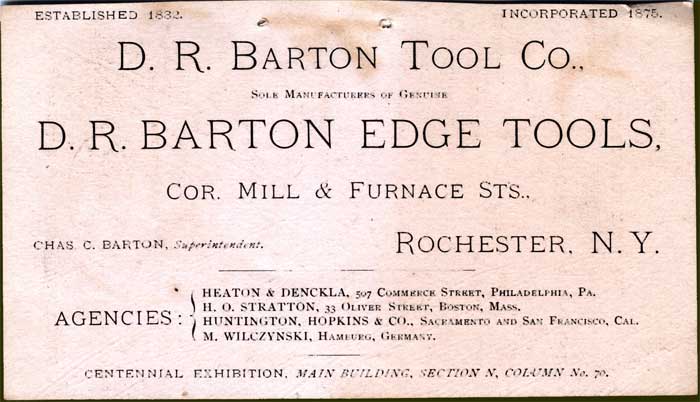 ESTABLISHED 1832. INCORPORATED 1875.
D. R. BARTON TOOL CO.,
SOLE MANUFACTURERS OF GENUINE
D. R. BARTON EDGE TOOLS,
COR. MILL & FURNACE STS.,
CHAS. C. BARTON, Superintendent. ROCHESTER, N. Y.
AGENCIES:
HEATON & DENCKLA, 507 COMMERCE STREET, PHILADELPHIA, PA.
H. O. STRATTON, 33 OLIVER STREET, BOSTON, MASS.
HUNTINGTON, HOPKINS & CO., SACRAMENTO AND SAN FRANCISCO, CAL.
M. WILCZYNSKI, HAMBURG, GERMANY.
CENTENNIAL EXHIBITION, MAIN BUILDING, SECTION N, COLUMN No. 70.